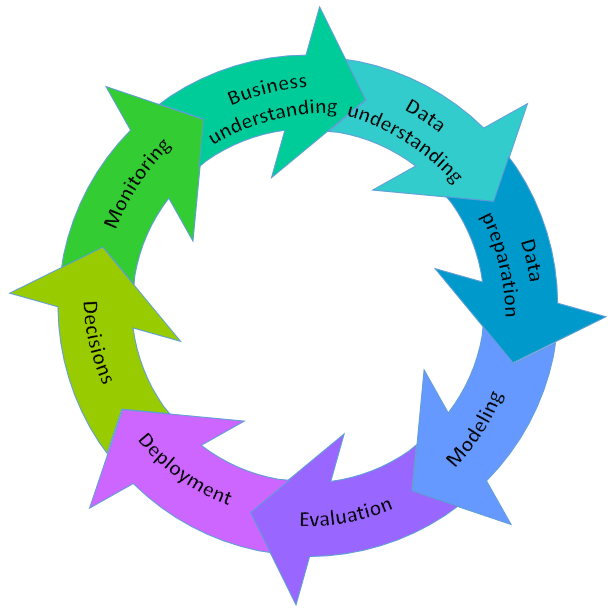 Business
understanding
Data
understanding
Data
preparation
Modeling
Evaluation
Deployment
Decisions
Monitoring